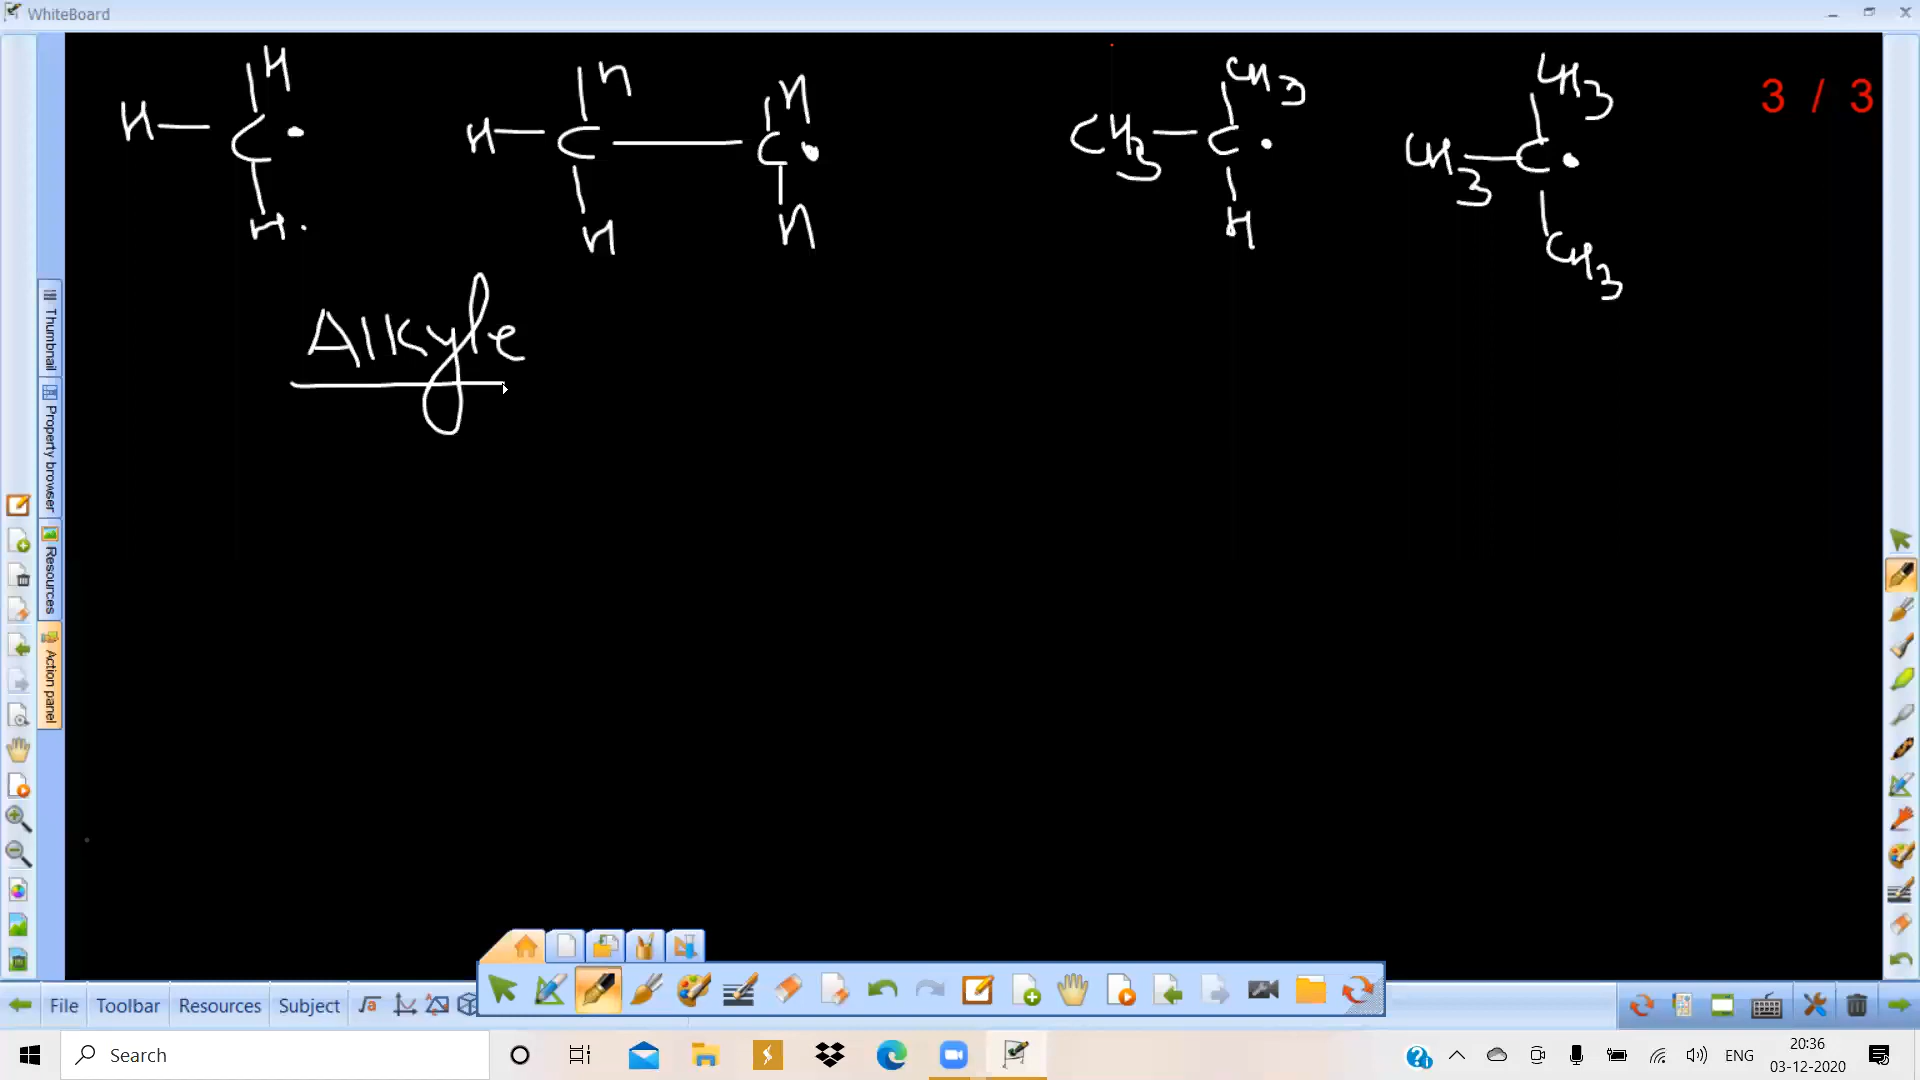 WhiteBoard
3 / 3
H
H — C •
H.
H H
H — C — C •
H H
CH3
CH3 — C •
H
CH3
CH3 — C •
CH3
Alkyle
Thumbnail
Property browser
Resources
Action panel
File Toolbar Resources Subject
Search
ENG
20:36
03-12-2020